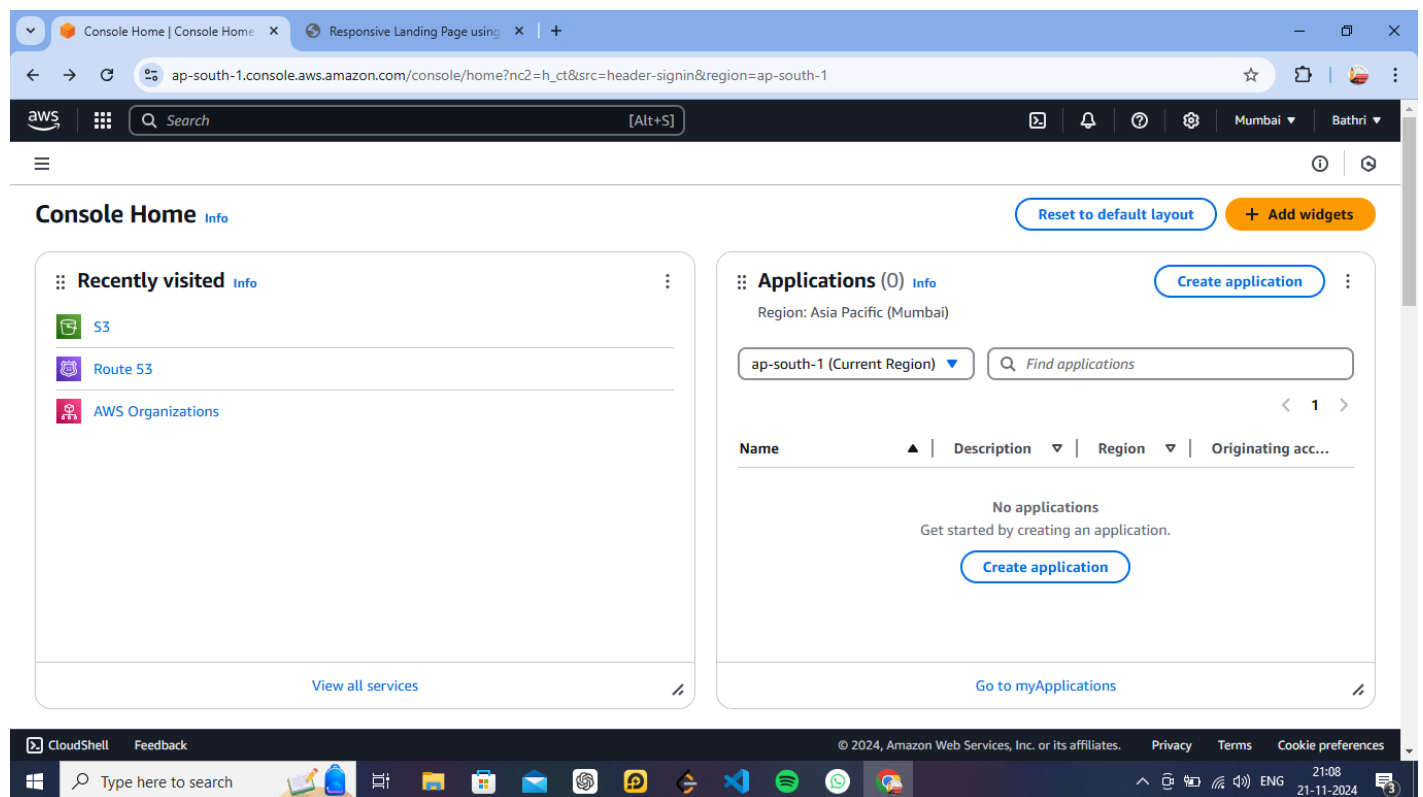 Console Home | Console Home
Responsive Landing Page using
ap-south-1.console.aws.amazon.com/console/home?nc2=h_ct&src=header-signin&region=ap-south-1
aws
Search
[Alt+S]
Mumbai
Bathri
Console Home Info
Reset to default layout
+ Add widgets
Recently visited Info
S3
Route 53
AWS Organizations
View all services
Applications (0) Info
Create application
Region: Asia Pacific (Mumbai)
ap-south-1 (Current Region)
Find applications
1
Name
Description
Region
Originating acc...
No applications
Get started by creating an application.
Create application
Go to myApplications
CloudShell
Feedback
© 2024, Amazon Web Services, Inc. or its affiliates.
Privacy
Terms
Cookie preferences
Type here to search
ENG
21:08
21-11-2024
3